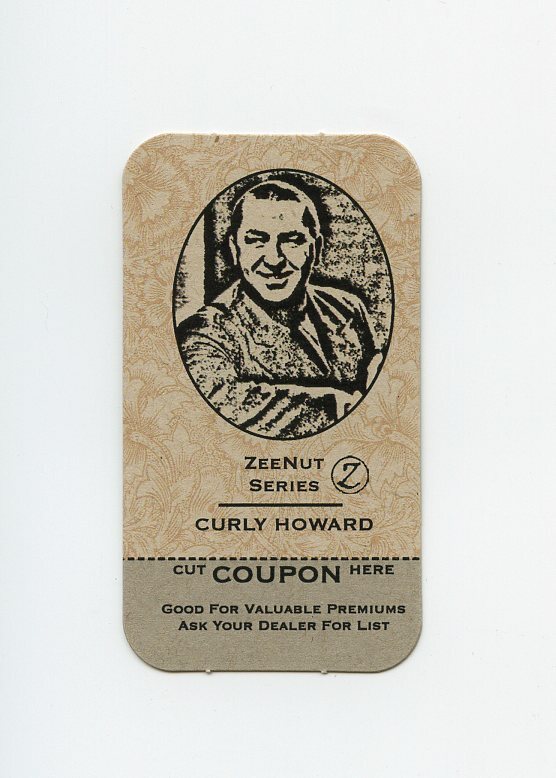 ZeeNut
Series Z
CURLY HOWARD
CUT COUPON HERE
Good For Valuable Premiums
Ask Your Dealer For List